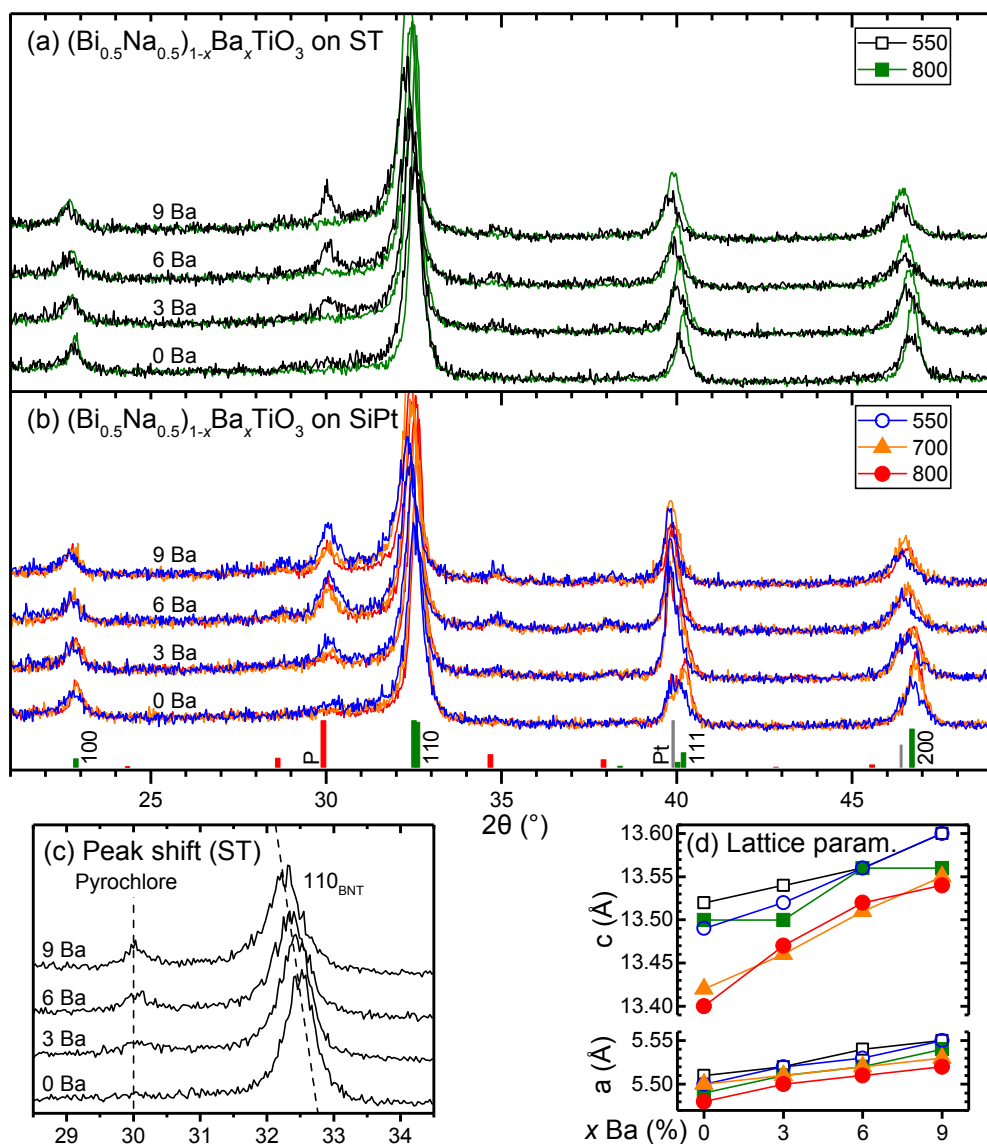 (a) (Bi0.5Na0.5)1-xBaxTiO3 on ST
550
800
9 Ba
6 Ba
3 Ba
0 Ba
(b) (Bi0.5Na0.5)1-xBaxTiO3 on SiPt
550
700
800
9 Ba
6 Ba
3 Ba
0 Ba
100
P
110
Pt
111
200
25 30 35 40 45
2θ (°)
(c) Peak shift (ST)
Pyrochlore
110BNT
9 Ba
6 Ba
3 Ba
0 Ba
29 30 31 32 33 34
(d) Lattice param.
13.60
13.55
13.50
13.45
13.40
c (Å)
5.55
5.50
a (Å)
x Ba (%) 0 3 6 9